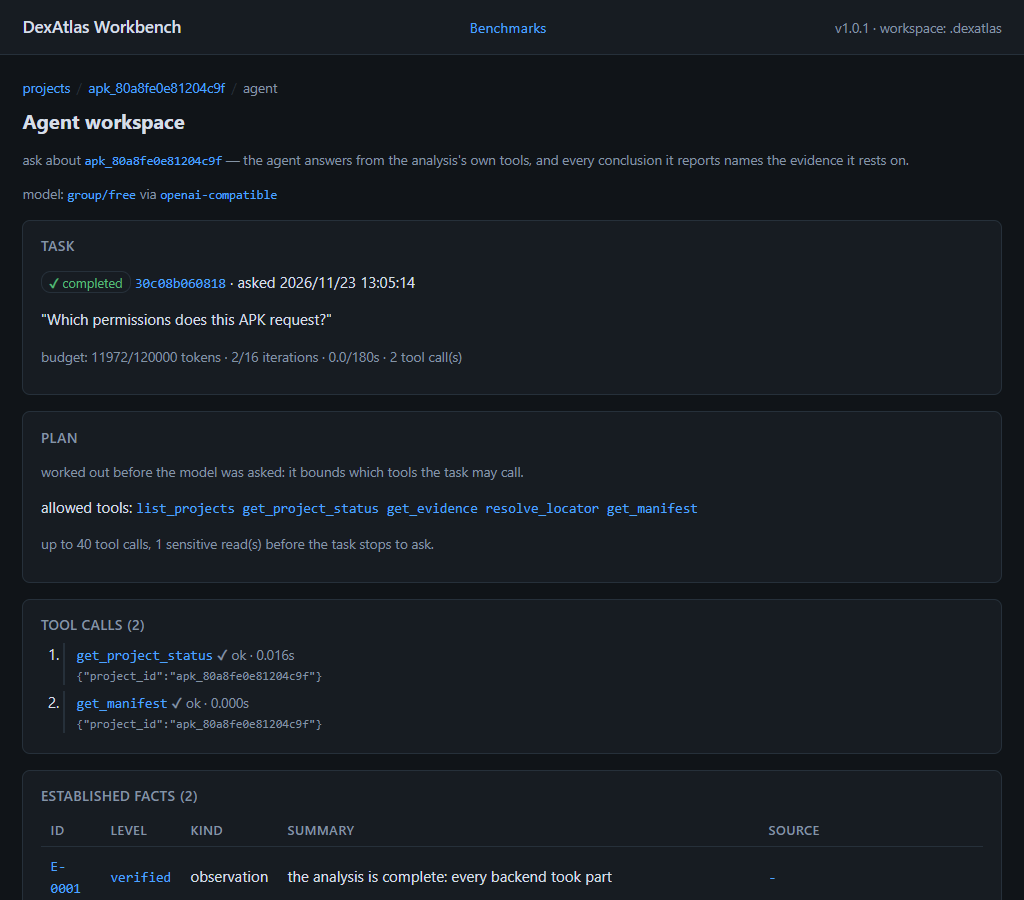 DexAtlas Workbench
Benchmarks
v1.0.1 · workspace: .dexatlas
projects / apk_80a8fe0e81204c9f / agent
Agent workspace
ask about apk_80a8fe0e81204c9f — the agent answers from the analysis's own tools, and every conclusion it reports names the evidence it rests on.
model: group/free via openai-compatible
TASK
✓ completed 30c08b060818 · asked 2026/11/23 13:05:14
"Which permissions does this APK request?"
budget: 11972/120000 tokens · 2/16 iterations · 0.0/180s · 2 tool call(s)
PLAN
worked out before the model was asked: it bounds which tools the task may call.
allowed tools: list_projects get_project_status get_evidence resolve_locator get_manifest
up to 40 tool calls, 1 sensitive read(s) before the task stops to ask.
TOOL CALLS (2)
1. get_project_status ✓ ok · 0.016s
{"project_id":"apk_80a8fe0e81204c9f"}
2. get_manifest ✓ ok · 0.000s
{"project_id":"apk_80a8fe0e81204c9f"}
ESTABLISHED FACTS (2)
ID LEVEL KIND SUMMARY SOURCE
E-
0001 verified observation the analysis is complete: every backend took part -